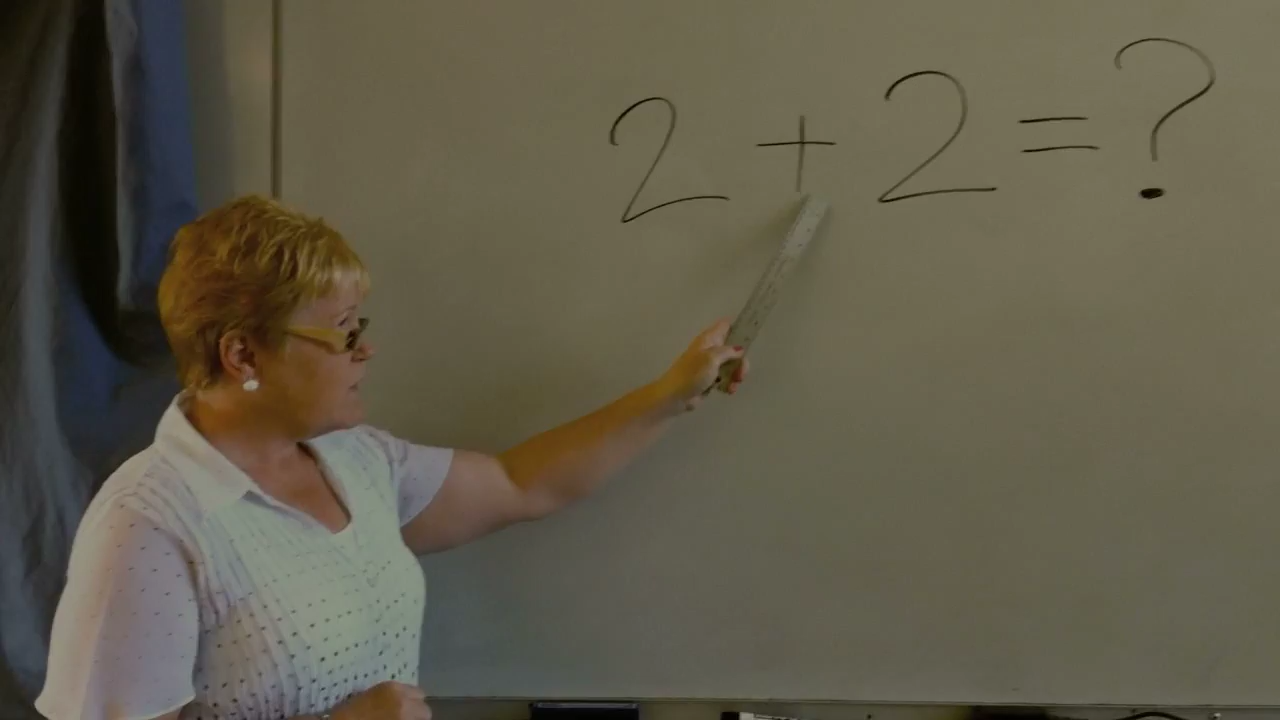 2 + 2 = ?